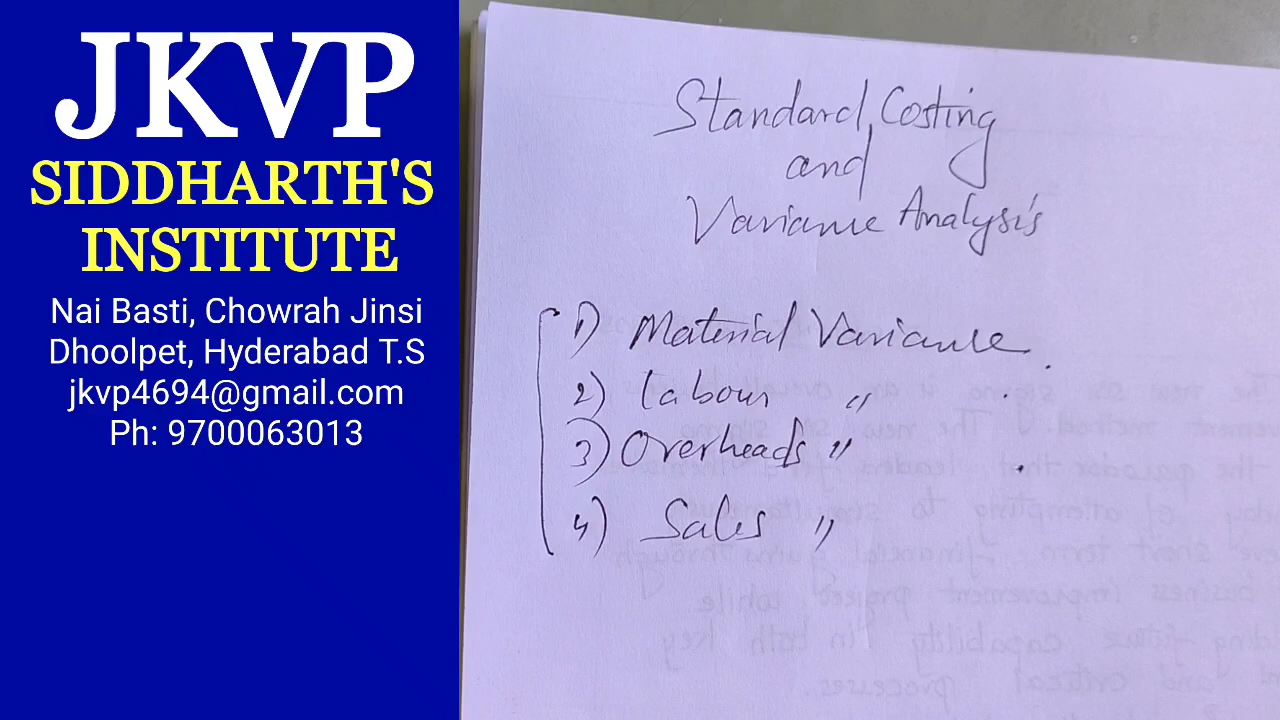 JKVP
SIDDHARTH'S
INSTITUTE
Nai Basti, Chowrah Jinsi
Dhoolpet, Hyderabad T.S
jkvp4694@gmail.com
Ph: 9700063013
Standard Costing
and
Variance Analysis
1) Material Variance
2) Labour "
3) Overheads "
4) Sales "